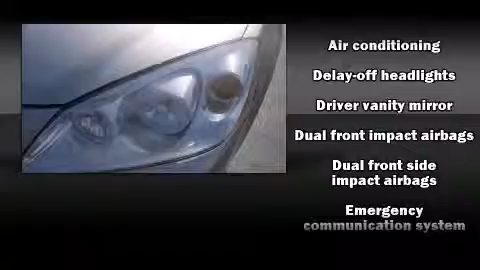 Air conditioning
Delay-off headlights
Driver vanity mirror
Dual front impact airbags
Dual front side
impact airbags
Emergency
communication system